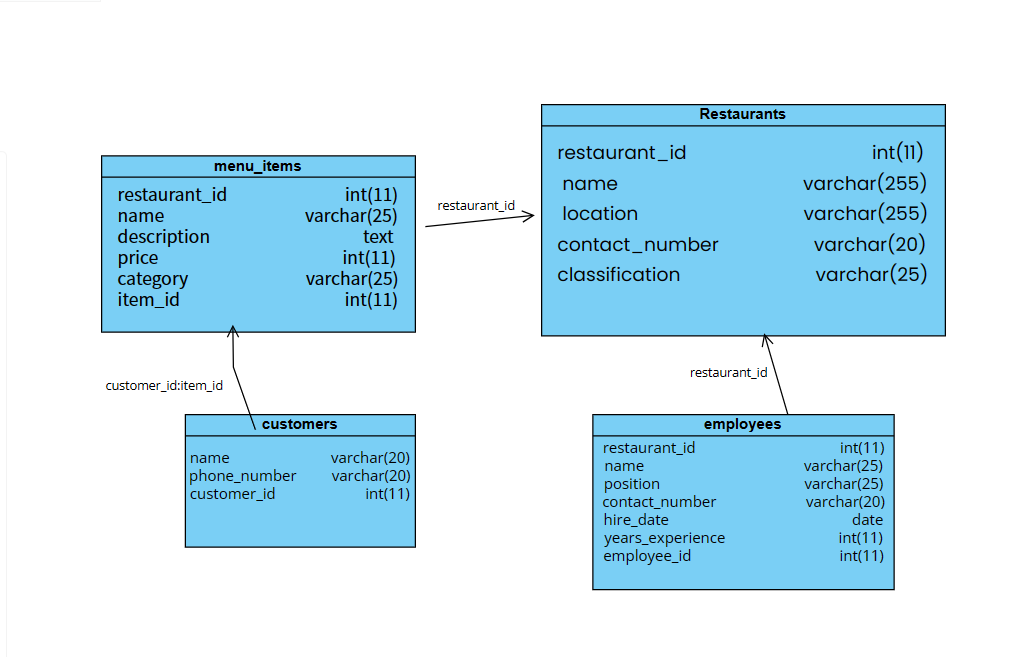 Restaurants
restaurant_id int(11)
name varchar(255)
location varchar(255)
contact_number varchar(20)
classification varchar(25)
menu_items
restaurant_id int(11)
name varchar(25)
description text
price int(11)
category varchar(25)
item_id int(11)
restaurant_id
customer_id:item_id
restaurant_id
customers
name varchar(20)
phone_number varchar(20)
customer_id int(11)
employees
restaurant_id int(11)
name varchar(25)
position varchar(25)
contact_number varchar(20)
hire_date date
years_experience int(11)
employee_id int(11)